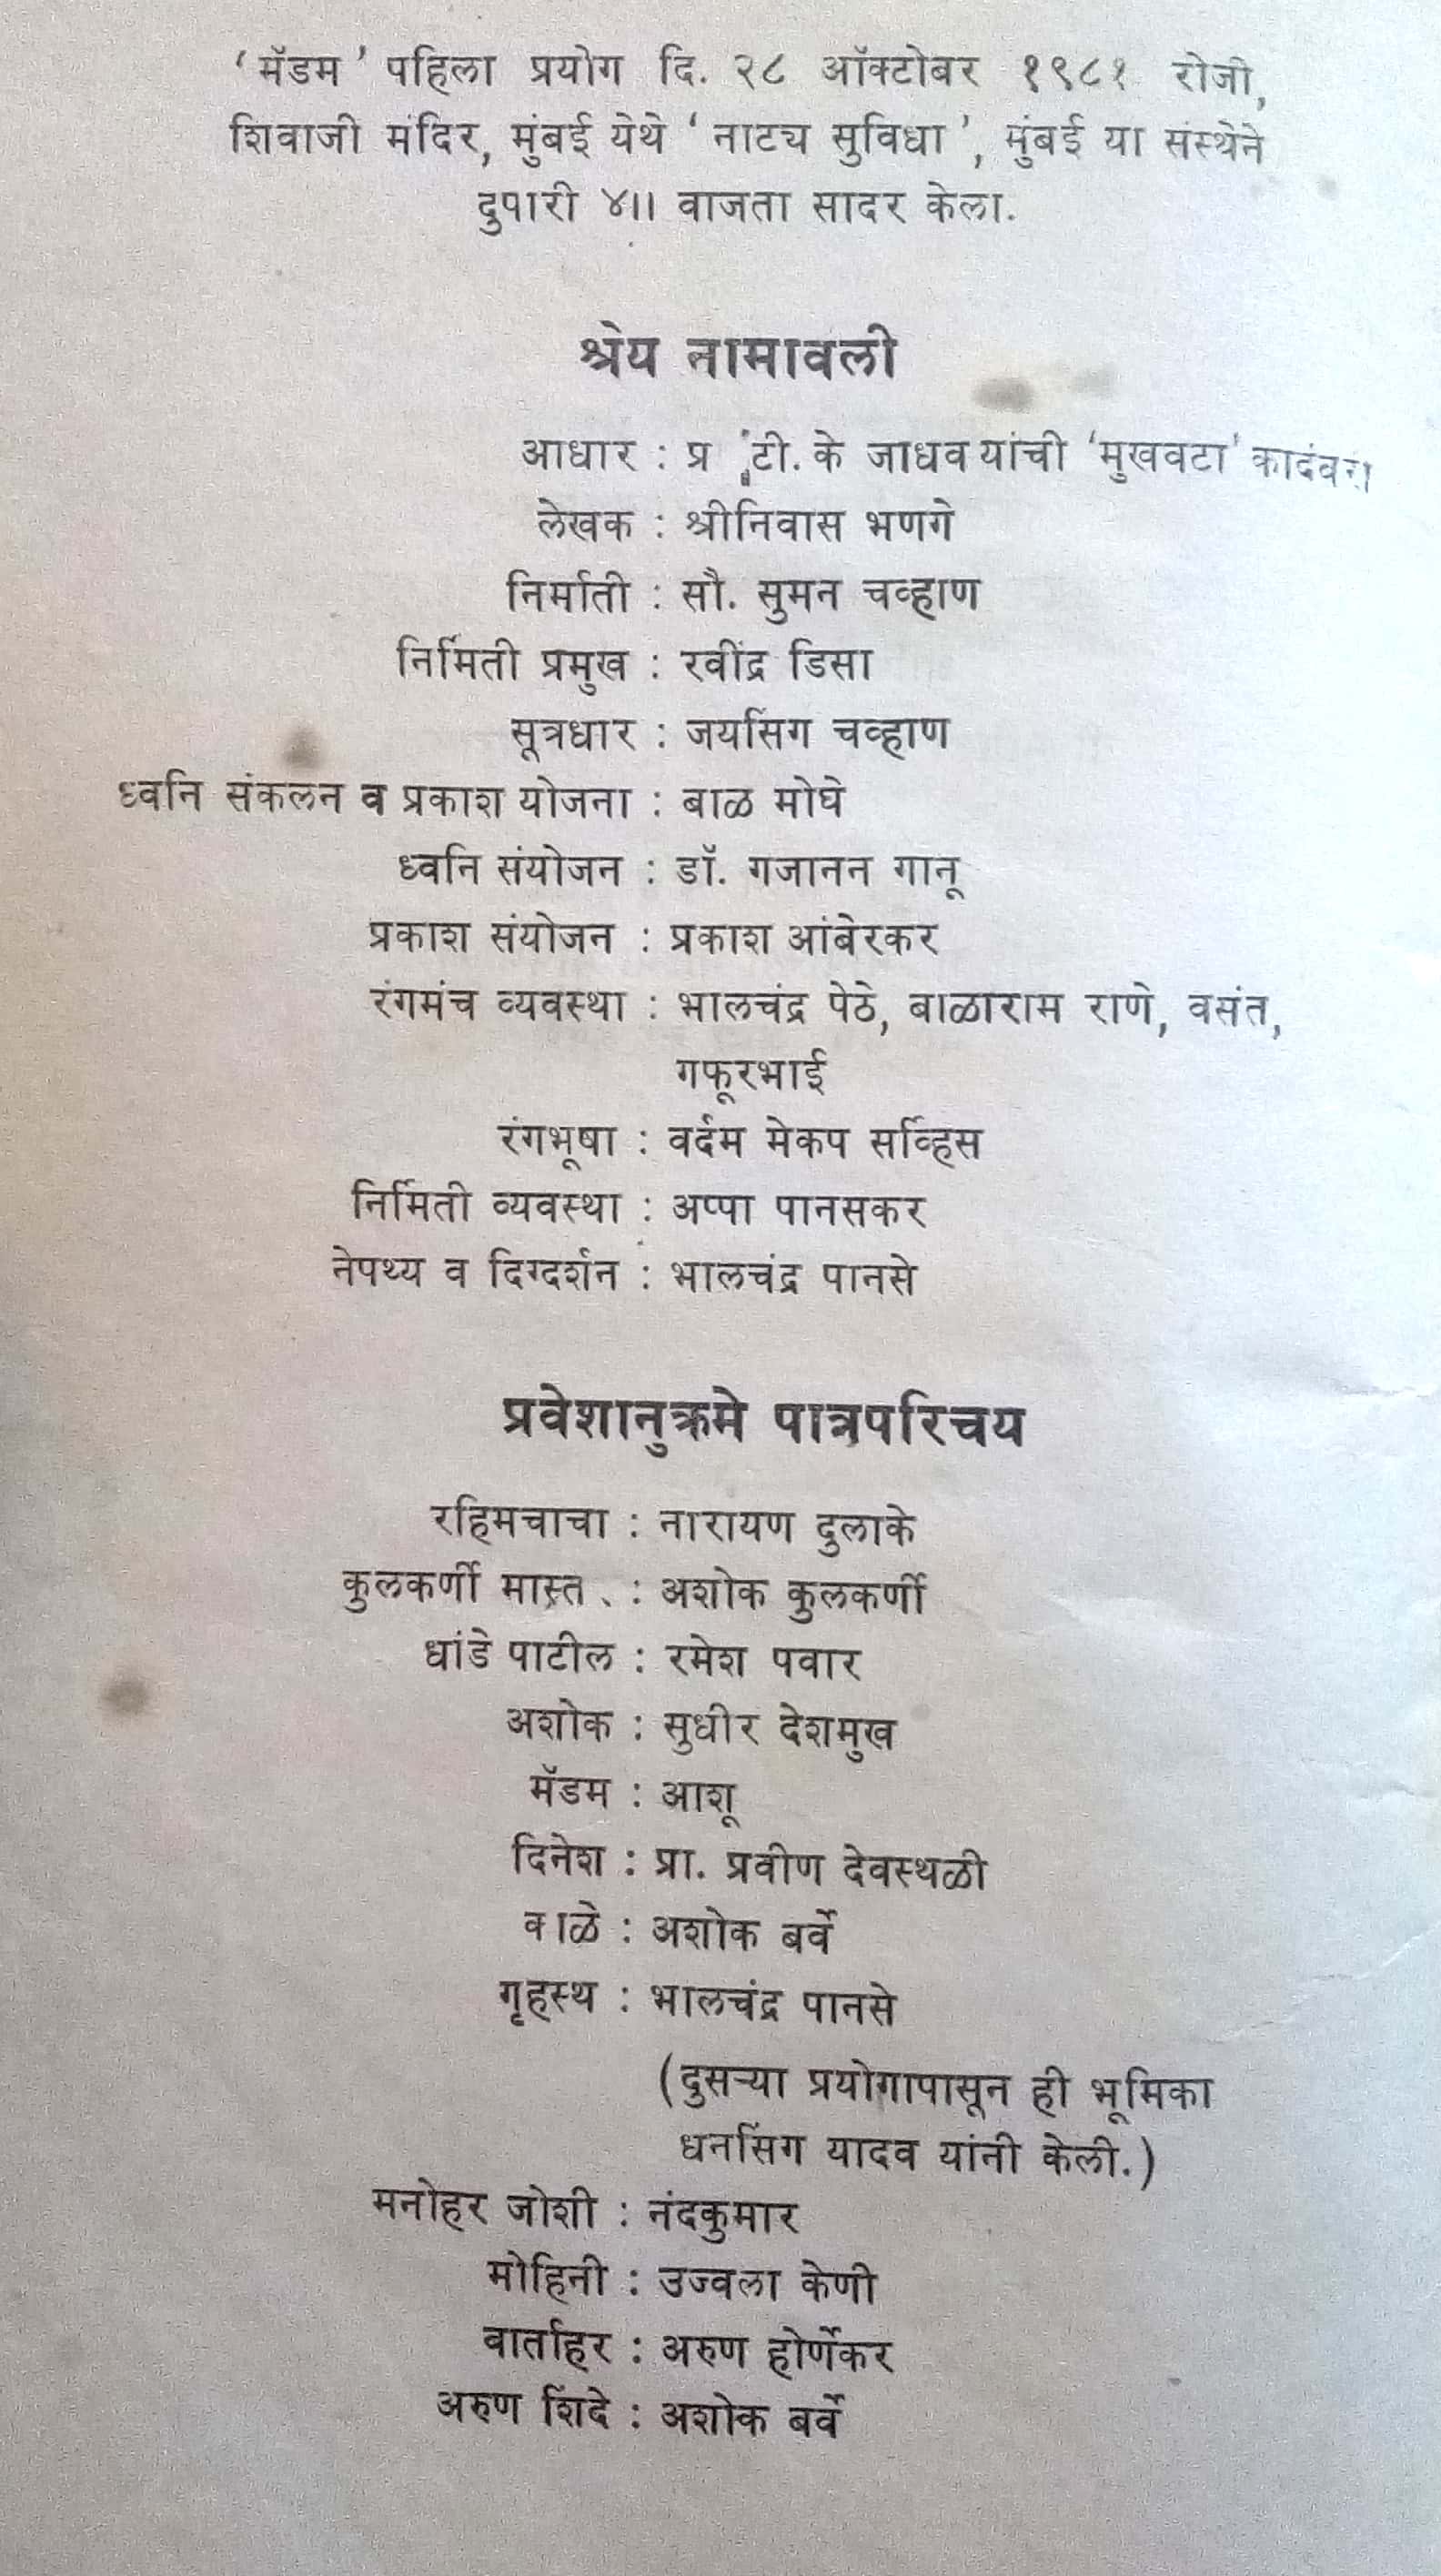 ‘मॅडम’ पहिला प्रयोग दि. २८ ऑक्टोबर १९८१ रोजी,
शिवाजी मंदिर, मुंबई येथे ‘नाट्य सुविधा’, मुंबई या संस्थेने
दुपारी ४॥ वाजता सादर केला.
श्रेय नामावली
आधार : टी. के जाधव यांची ‘मुखवटा’ कादंबरी
लेखक : श्रीनिवास भणगे
निर्माती : सौ. सुमन चव्हाण
निर्मिती प्रमुख : रवींद्र डिसा
सूत्रधार : जयसिंग चव्हाण
ध्वनि संकलन व प्रकाश योजना : बाळ मोघे
ध्वनि संयोजन : डॉ. गजानन गानू
प्रकाश संयोजन : प्रकाश आंबेरकर
रंगमंच व्यवस्था : भालचंद्र पेठे, बाळाराम राणे, वसंत,
गफूरभाई
रंगभूषा : वर्दम मेकप सर्व्हिस
निर्मिती व्यवस्था : अप्पा पानसकर
नेपथ्य व दिग्दर्शन : भालचंद्र पानसे
प्रवेशानुक्रमे पात्रपरिचय
रहिमचाचा : नारायण दुलाके
कुलकर्णी मास्त. : अशोक कुलकर्णी
धांडे पाटील : रमेश पवार
अशोक : सुधीर देशमुख
मॅडम : आशू
दिनेश : प्रा. प्रवीण देवस्थळी
काळे : अशोक बर्वे
गृहस्थ : भालचंद्र पानसे
(दुसऱ्या प्रयोगापासून ही भूमिका
धनसिंग यादव यांनी केली.)
मनोहर जोशी : नंदकुमार
मोहिनी : उज्वला केणी
वार्ताहर : अरुण होर्णेकर
अरुण शिंदे : अशोक बर्वे